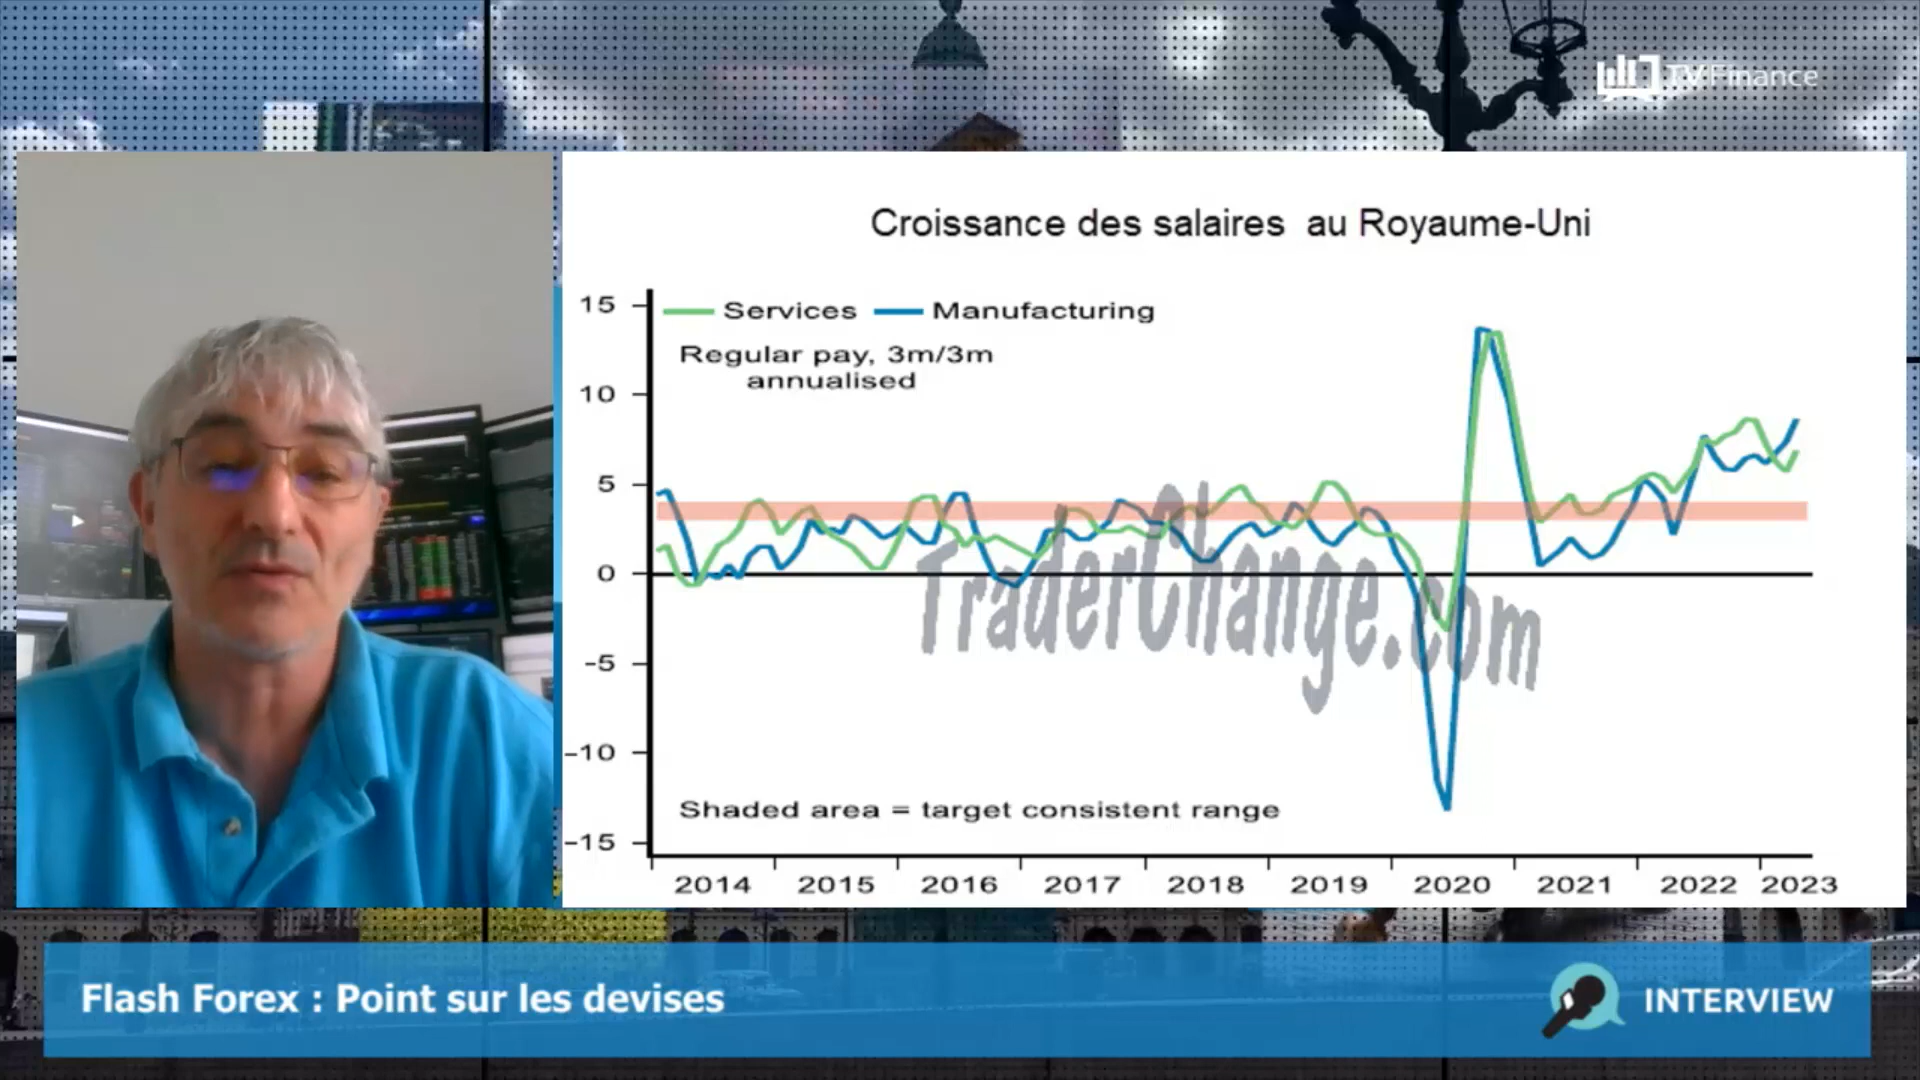 TV Finance
Croissance des salaires au Royaume-Uni
15
Services Manufacturing
Regular pay, 3m/3m
annualised
10
5
0
-5
-10
Shaded area = target consistent range
-15
2014 2015 2016 2017 2018 2019 2020 2021 2022 2023
TraderChange.com
Flash Forex : Point sur les devises
INTERVIEW